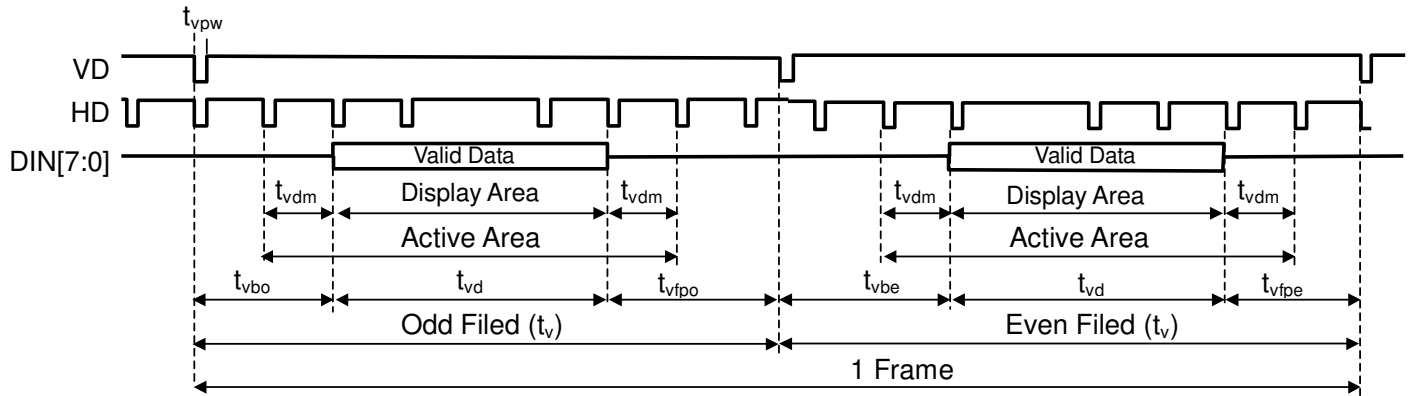 tvpw
VD
HD
DIN[7:0] Valid Data Valid Data
tvdm Display Area tvdm tvdm Display Area tvdm
Active Area Active Area
tvbo tvd tvfpo tvbe tvd tvfpe
Odd Filed (tv) Even Filed (tv)
1 Frame